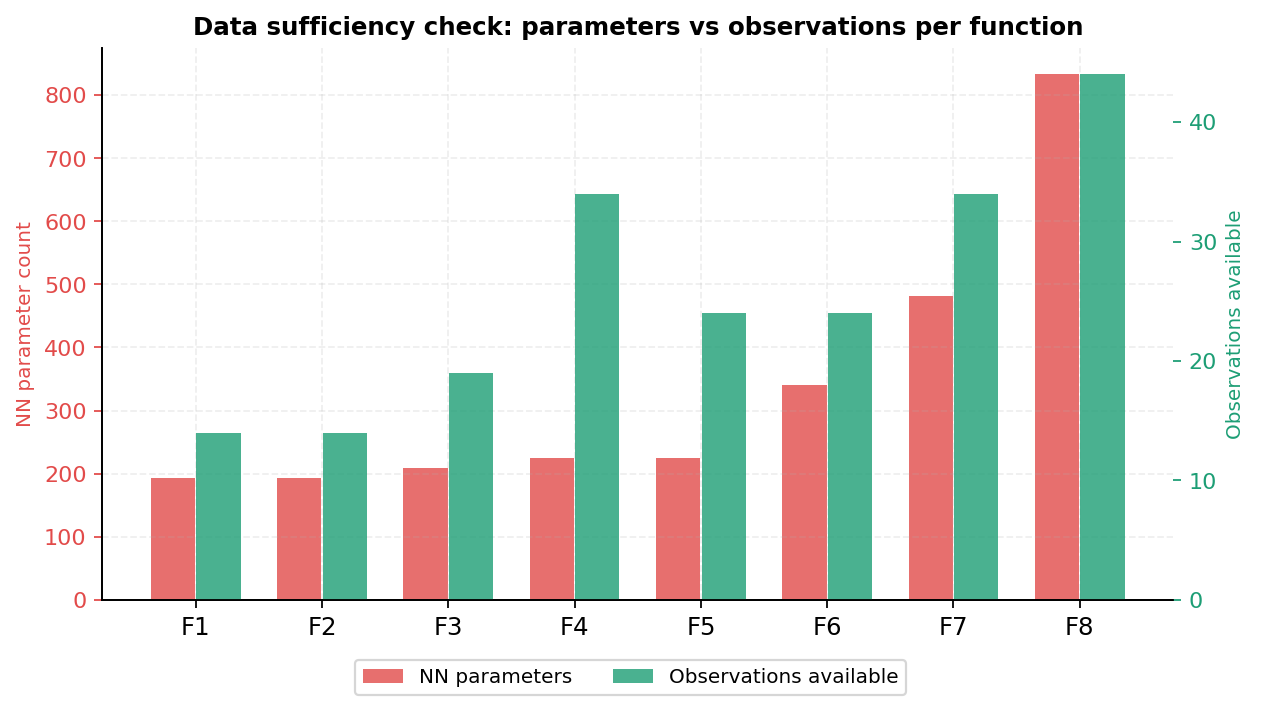 Data sufficiency check: parameters vs observations per function
NN parameter count
800
700
600
500
400
300
200
100
0
40
30
20
10
0
Observations available
F1 F2 F3 F4 F5 F6 F7 F8
NN parameters Observations available